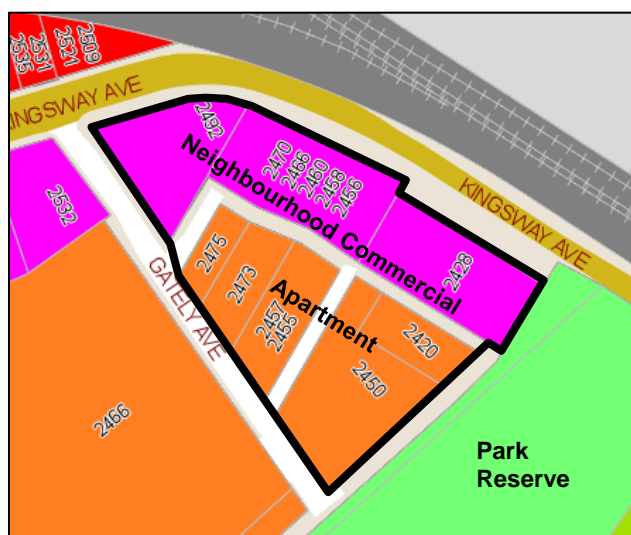 2535
2531
2521
2509
KINGSWAY AVE
2492
2470
2466
2460
2458
2456
Neighbourhood Commercial
KINGSWAY AVE
2532
2428
2475
2473
2457
2455
Apartment
2420
GATELY AVE
2450
2466
Park
Reserve